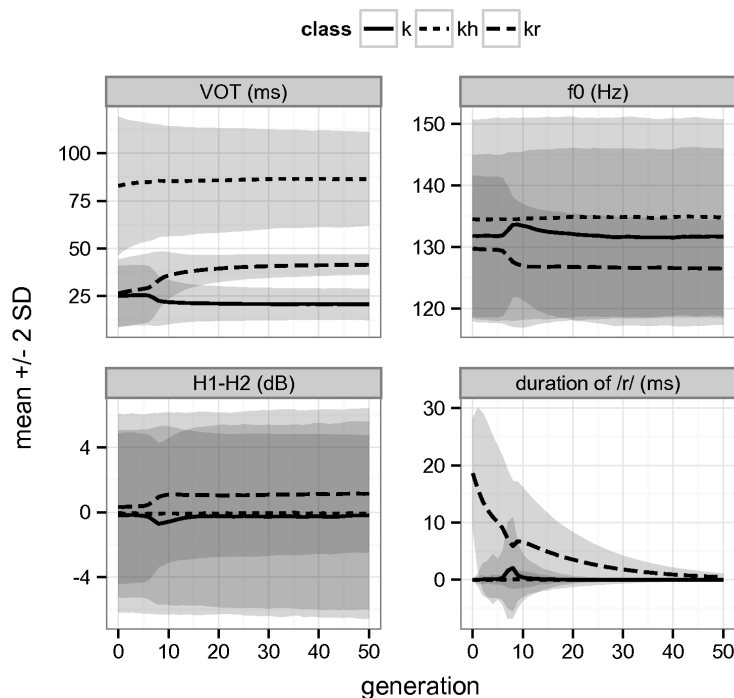 class k kh kr
VOT (ms)
f0 (Hz)
100
75
50
25
150
140
130
120
H1-H2 (dB)
duration of /r/ (ms)
4
0
-4
30
20
10
0
0 10 20 30 40 50
0 10 20 30 40 50
generation
mean +/- 2 SD